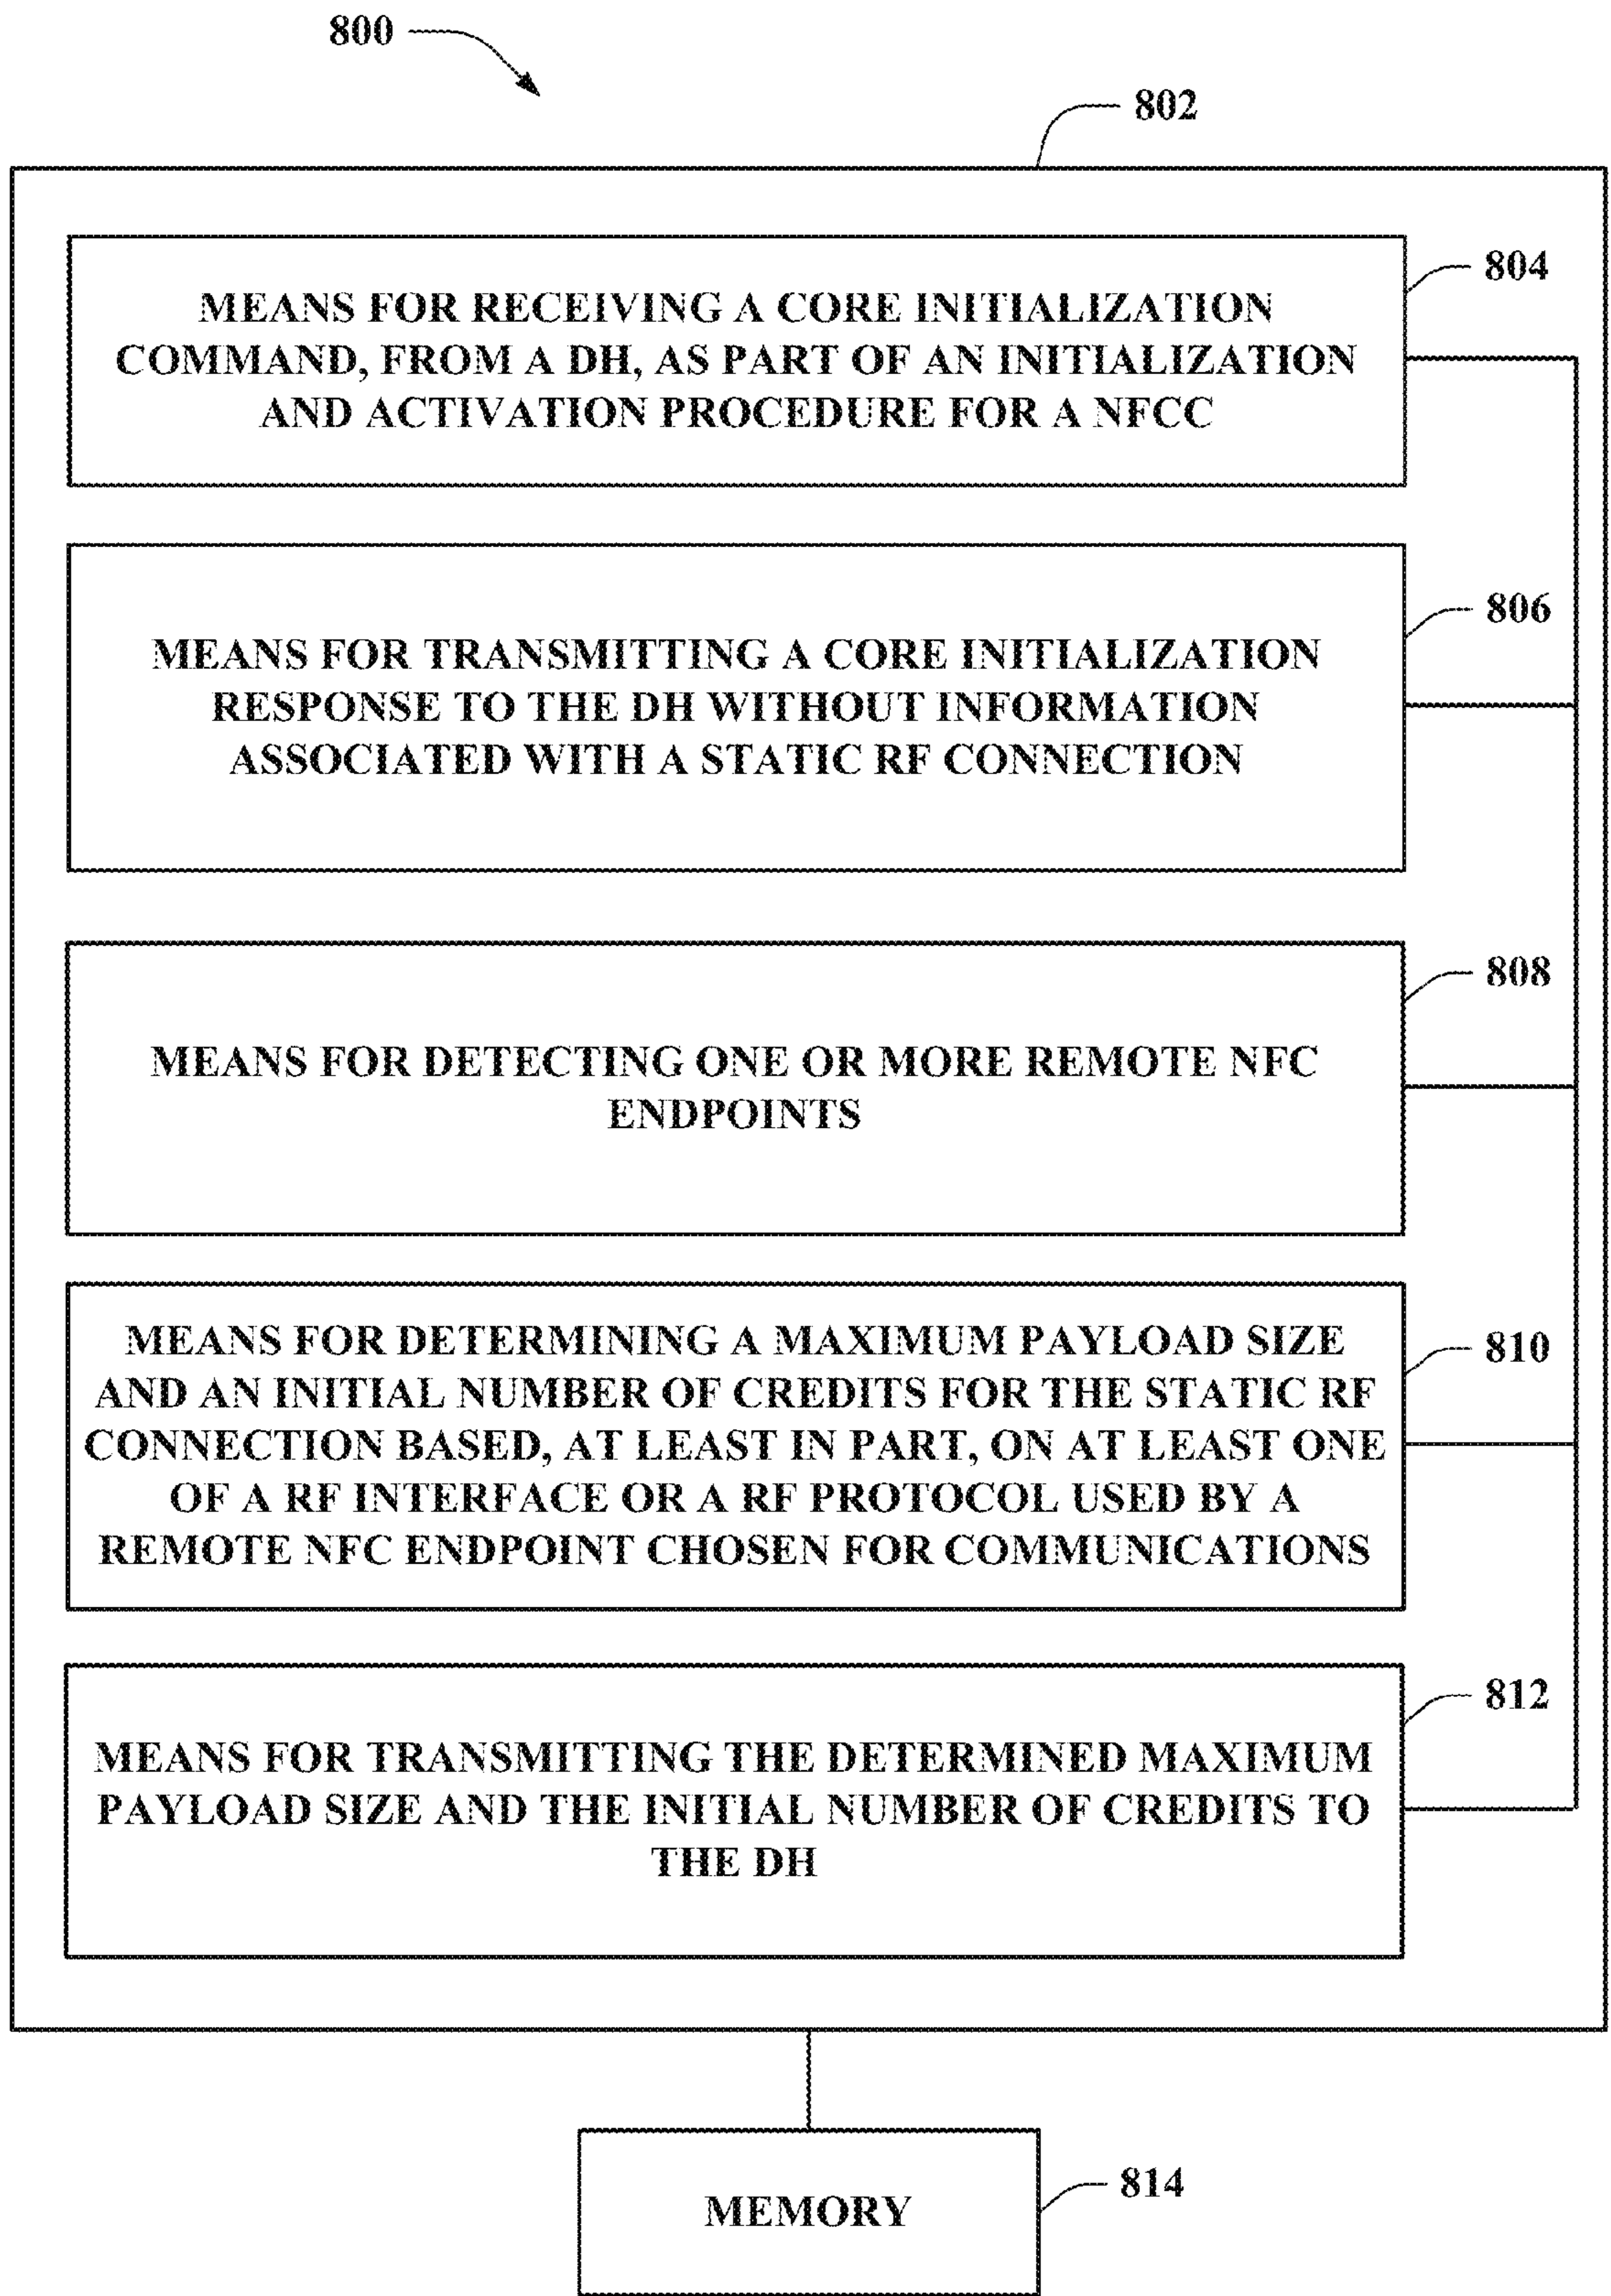 800
802
804
MEANS FOR RECEIVING A CORE INITIALIZATION
COMMAND, FROM A DH, AS PART OF AN INITIALIZATION
AND ACTIVATION PROCEDURE FOR A NFCC
806
MEANS FOR TRANSMITTING A CORE INITIALIZATION
RESPONSE TO THE DH WITHOUT INFORMATION
ASSOCIATED WITH A STATIC RF CONNECTION
808
MEANS FOR DETECTING ONE OR MORE REMOTE NFC
ENDPOINTS
810
MEANS FOR DETERMINING A MAXIMUM PAYLOAD SIZE
AND AN INITIAL NUMBER OF CREDITS FOR THE STATIC RF
CONNECTION BASED, AT LEAST IN PART, ON AT LEAST ONE
OF A RF INTERFACE OR A RF PROTOCOL USED BY A
REMOTE NFC ENDPOINT CHOSEN FOR COMMUNICATIONS
812
MEANS FOR TRANSMITTING THE DETERMINED MAXIMUM
PAYLOAD SIZE AND THE INITIAL NUMBER OF CREDITS TO
THE DH
814
MEMORY